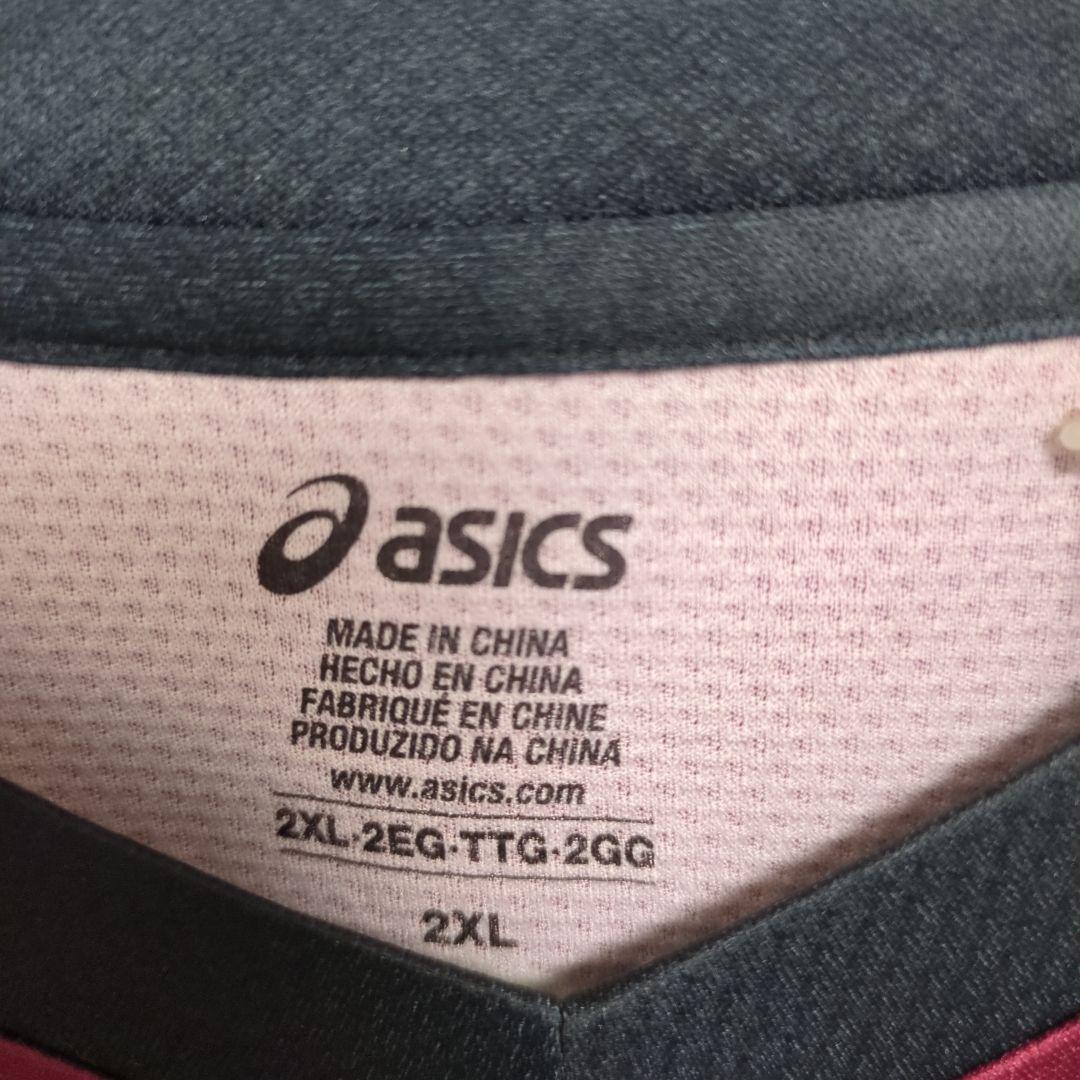 asics
MADE IN CHINA
HECHO EN CHINA
FABRIQUÉ EN CHINE
PRODUZIDO NA CHINA
www.asics.com
2XL·2EG·TTG·2GG
2XL